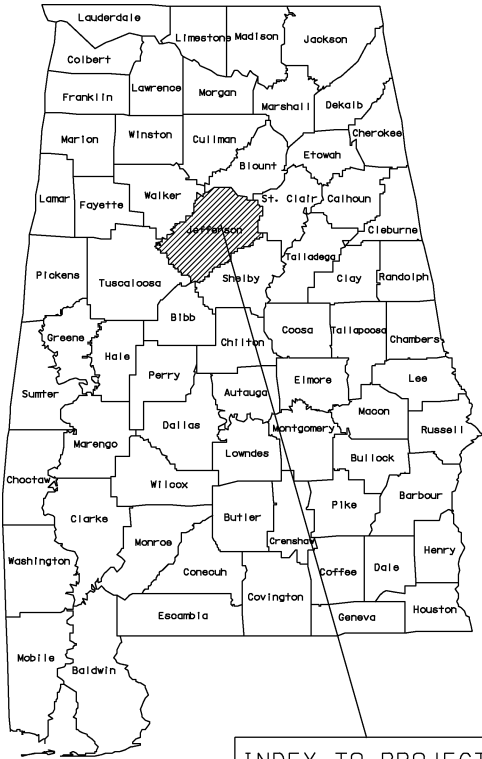 Lauderdale
Limestone
Madison
Jackson
Colbert
Lawrence
Morgan
Marshall
Dekalb
Franklin
Cherokee
Marion
Winston
Cullman
Blount
Etowah
Lamar
Fayette
Walker
Jefferson
St. Clair
Calhoun
Cleburne
Talladega
Pickens
Tuscaloosa
Shelby
Clay
Randolph
Bibb
Greene
Hale
Chilton
Coosa
Tallapoosa
Chambers
Perry
Sumter
Autauga
Elmore
Lee
Macon
Dallas
Montgomery
Russell
Marengo
Lowndes
Bullock
Choctaw
Wilcox
Barbour
Clarke
Butler
Pike
Monroe
Crenshaw
Washington
Conecuh
Coffee
Dale
Henry
Covington
Escambia
Geneva
Houston
Mobile
Baldwin
INDEX TO PROJECT